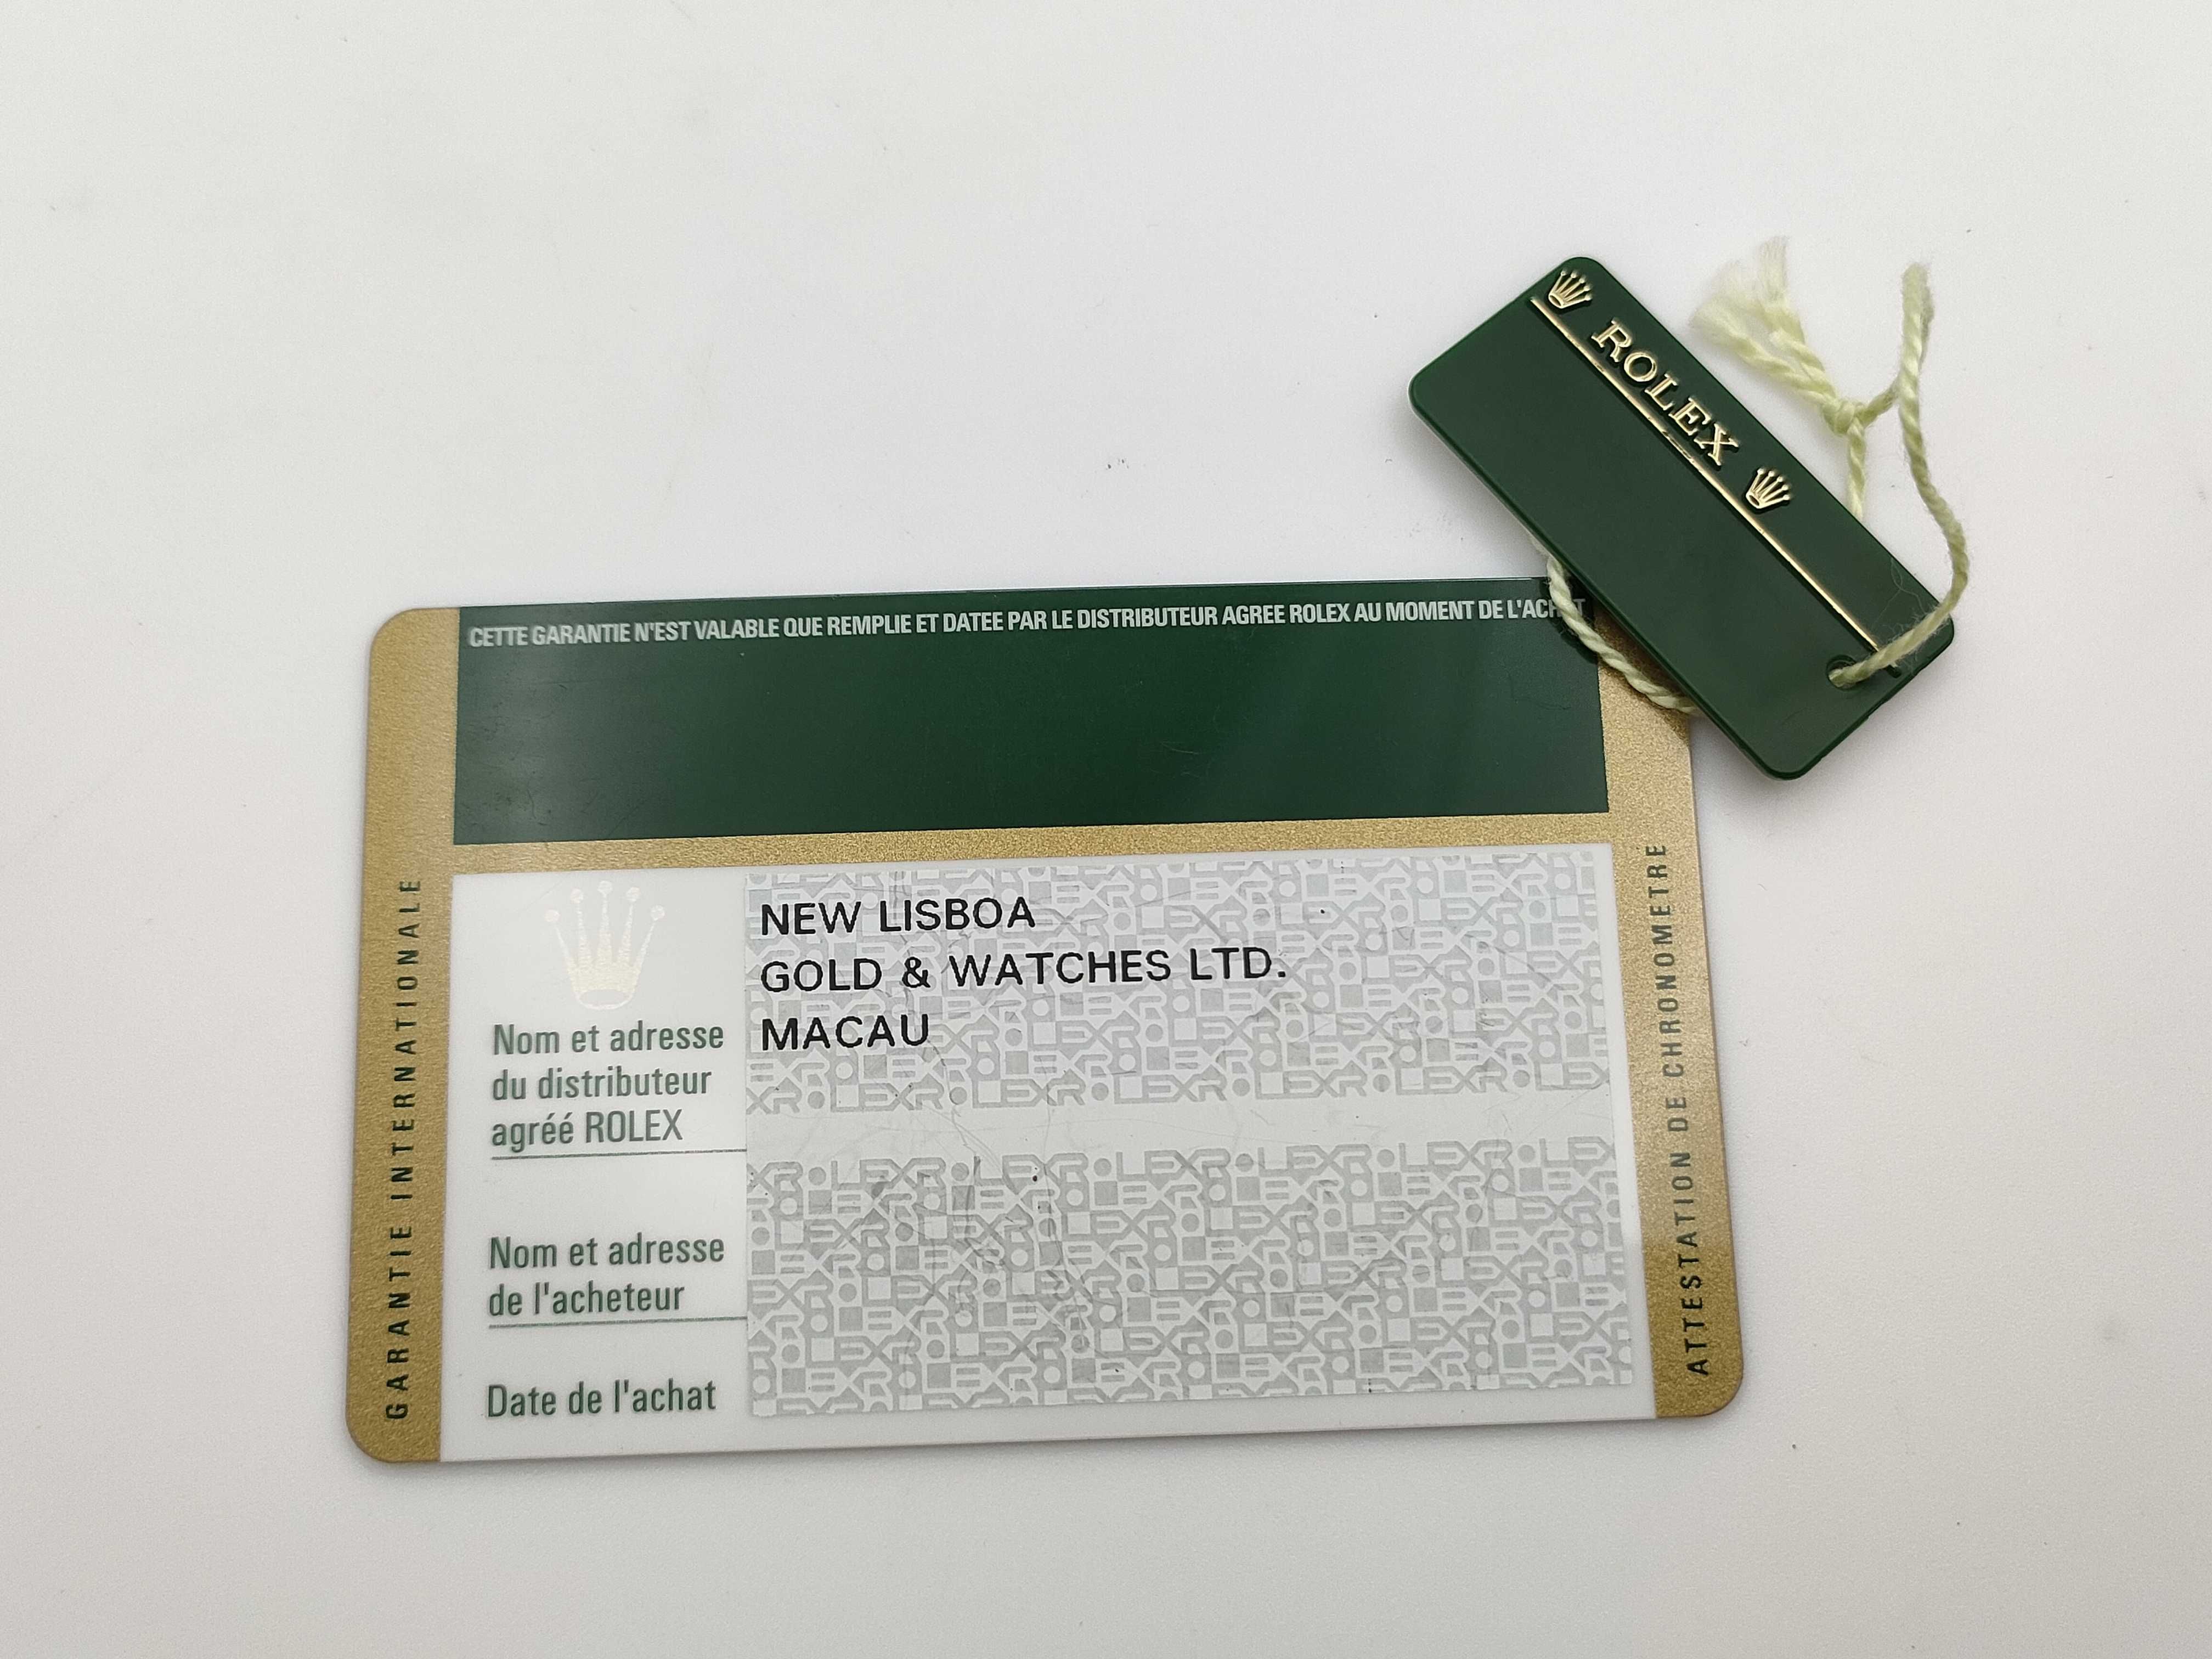 ROLEX
CETTE GARANTIE N'EST VALABLE QUE REMPLIE ET DATEE PAR LE DISTRIBUTEUR AGREE ROLEX AU MOMENT DE L'ACHAT
GARANTIE INTERNATIONALE
NEW LISBOA
GOLD & WATCHES LTD.
MACAU
Nom et adresse
du distributeur
agréé ROLEX
Nom et adresse
de l'acheteur
Date de l'achat
ATTESTATION DE CHRONOMETRE